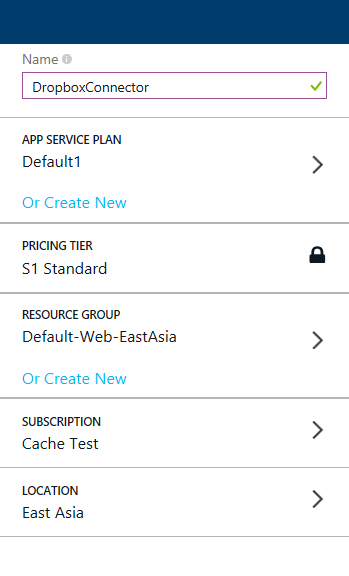 Name
DropboxConnector
APP SERVICE PLAN
Default1
Or Create New
PRICING TIER
S1 Standard
RESOURCE GROUP
Default-Web-EastAsia
Or Create New
SUBSCRIPTION
Cache Test
LOCATION
East Asia